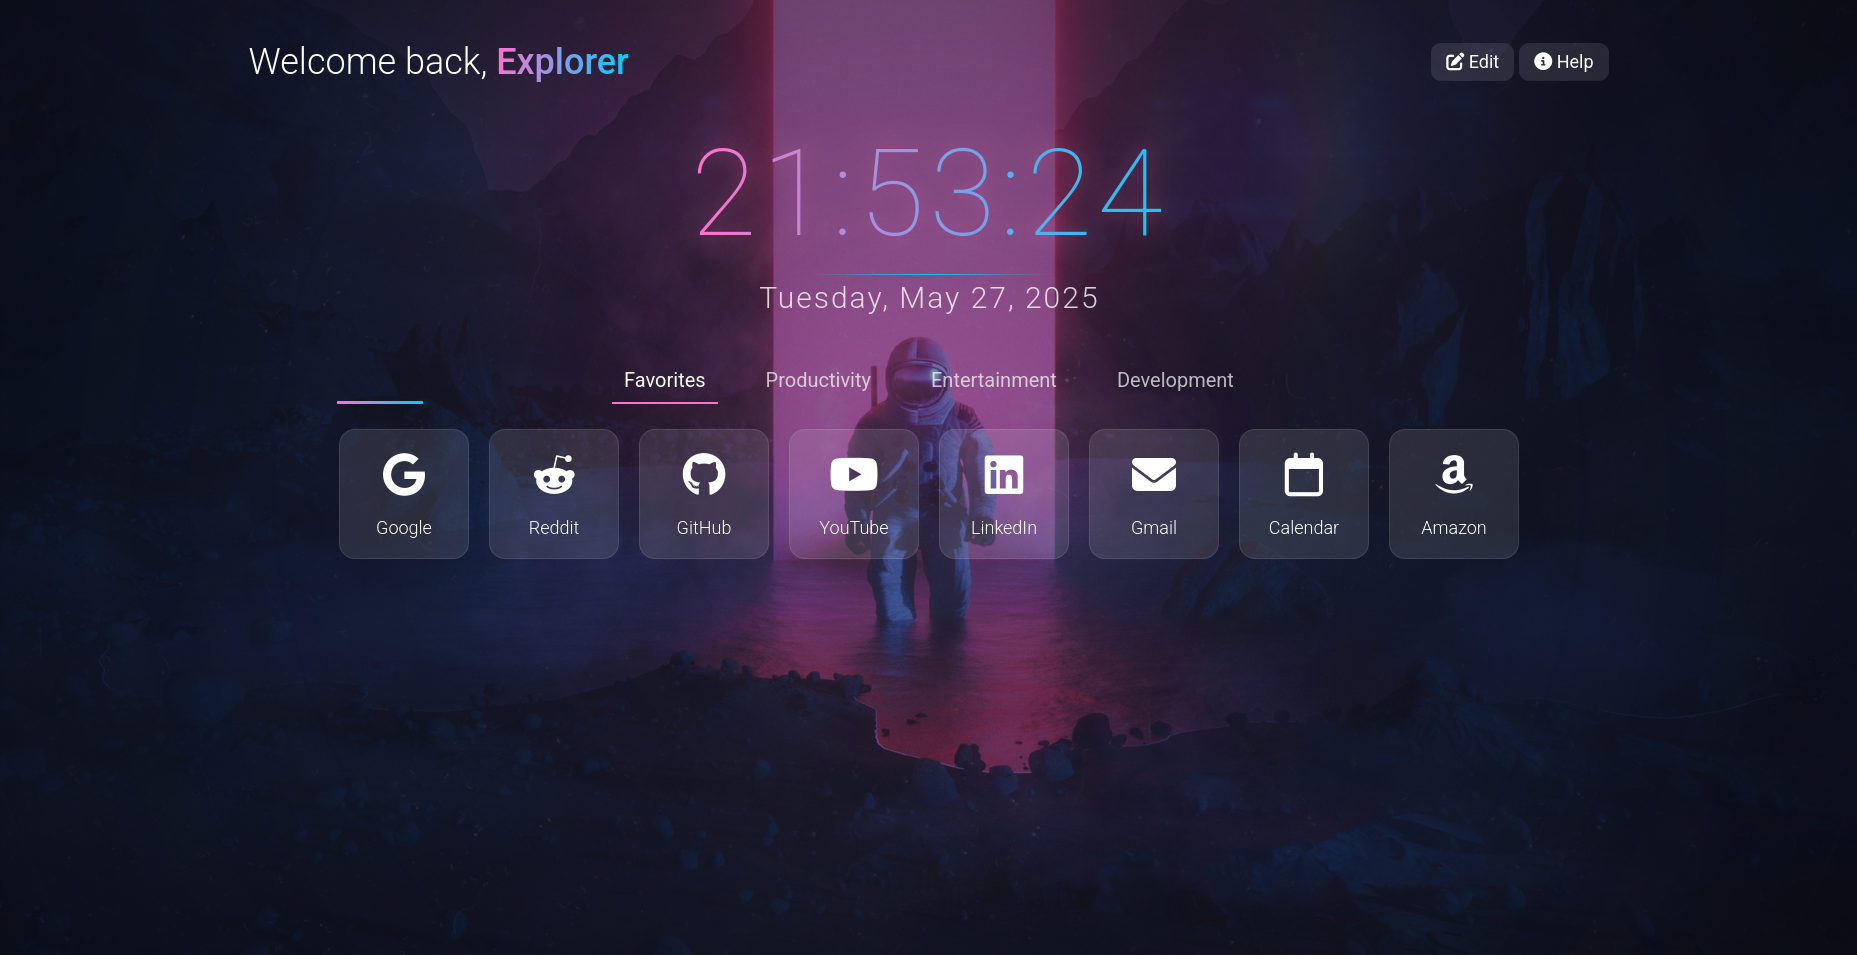 Welcome back, Explorer
Edit Help
21:53:24
Tuesday, May 27, 2025
Favorites Productivity Entertainment Development
Google Reddit GitHub YouTube LinkedIn Gmail Calendar Amazon